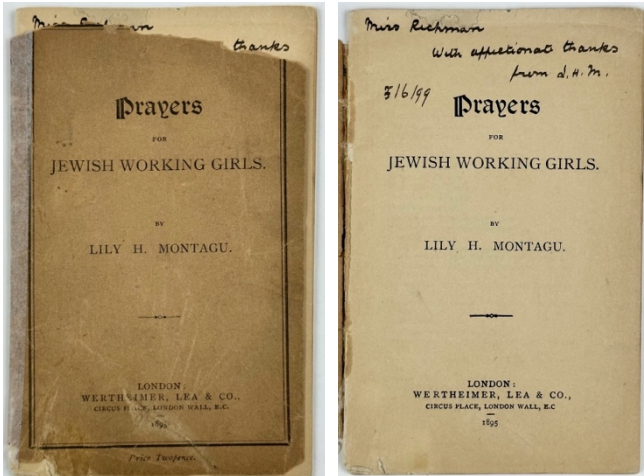 Miss
thanks
Prayers
FOR
JEWISH WORKING GIRLS.
BY
LILY H. MONTAGU.
LONDON:
WERTHEIMER, LEA & CO.,
CIRCUS PLACE, LONDON WALL, E.C.
1895
Price Twopence.
Miss Richman
With affectionate thanks
from L.H.M.
3/6/99
Prayers
FOR
JEWISH WORKING GIRLS.
BY
LILY H. MONTAGU.
LONDON:
WERTHEIMER, LEA & CO.,
CIRCUS PLACE, LONDON WALL, E.C
1895